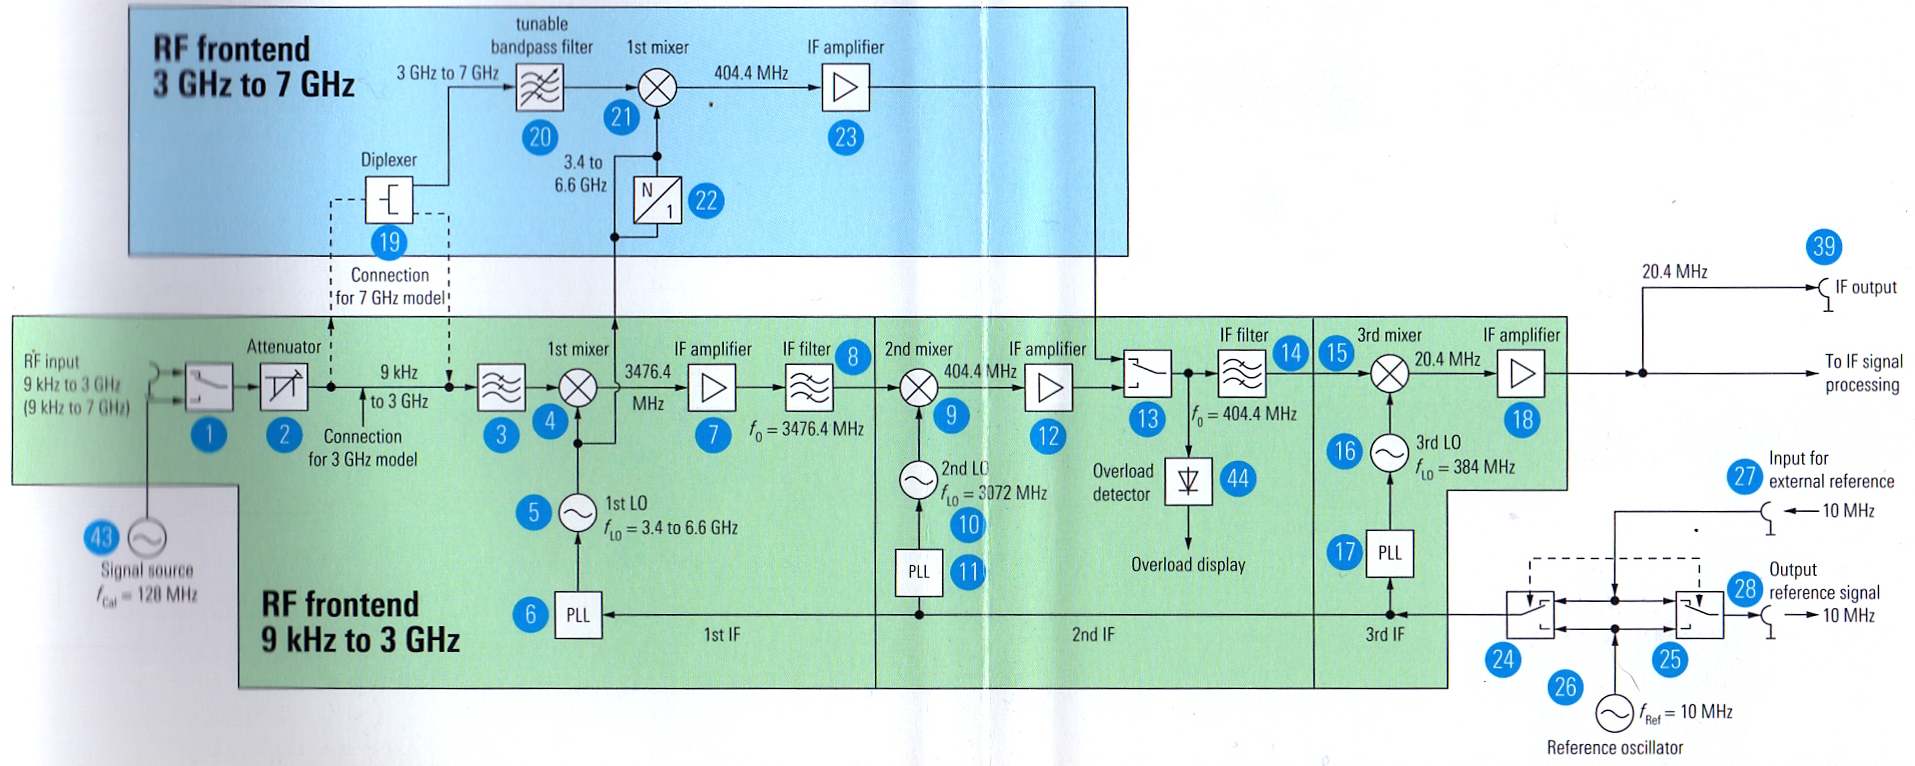 RF frontend
3 GHz to 7 GHz
tunable
bandpass filter
1st mixer
IF amplifier
3 GHz to 7 GHz
404.4 MHz
20
21
23
Diplexer
3.4 to
6.6 GHz
N
1
22
19
Connection
for 7 GHz model
39
20.4 MHz
IF output
To IF signal
processing
RF input
9 kHz to 3 GHz
(9 kHz to 7 GHz)
Attenuator
9 kHz
to 3 GHz
Connection
for 3 GHz model
1
2
3
4
1st mixer
3476.4
MHz
IF amplifier
7
IF filter
8
f0 = 3476.4 MHz
2nd mixer
9
404.4 MHz
IF amplifier
12
13
IF filter
14
f0 = 404.4 MHz
15
3rd mixer
20.4 MHz
IF amplifier
18
5
1st LO
fLO = 3.4 to 6.6 GHz
2nd LO
fLO = 3072 MHz
10
PLL
11
Overload
detector
44
Overload display
16
3rd LO
fLO = 384 MHz
17
PLL
27
Input for
external reference
10 MHz
28
Output
reference signal
10 MHz
43
Signal source
fCal = 128 MHz
RF frontend
9 kHz to 3 GHz
6
PLL
1st IF
2nd IF
3rd IF
24
25
26
fRef = 10 MHz
Reference oscillator